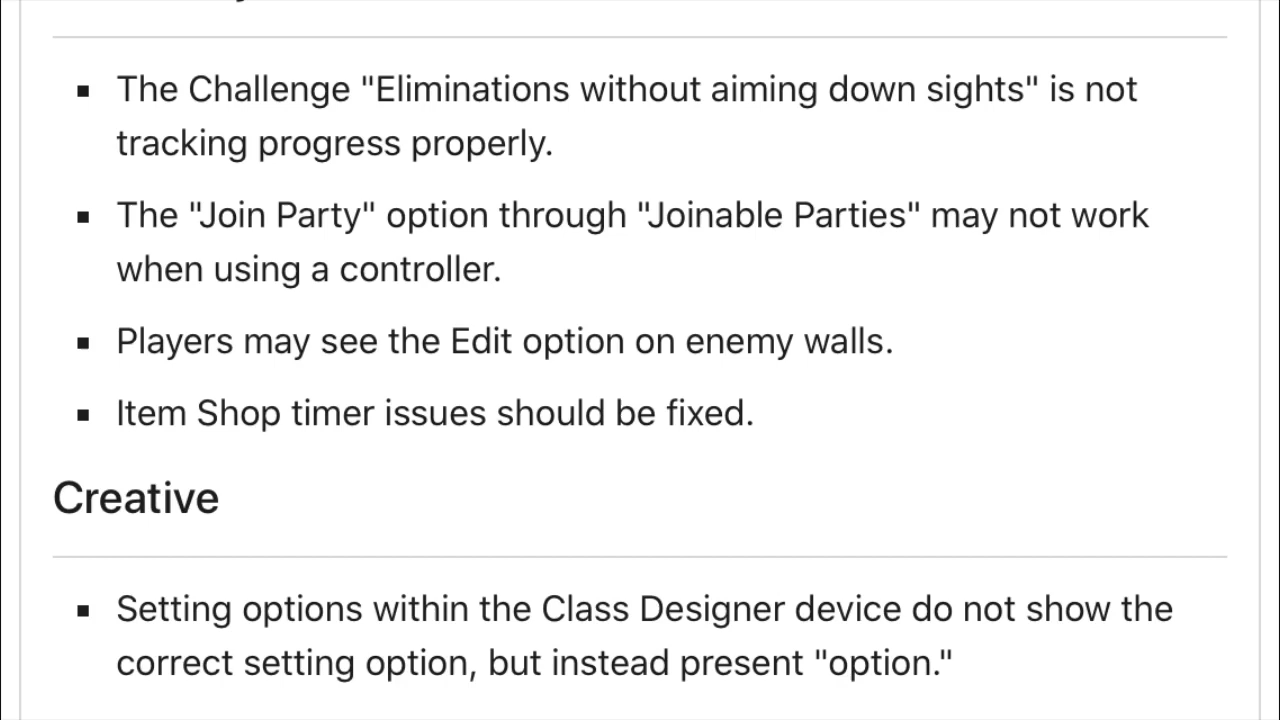 The Challenge "Eliminations without aiming down sights" is not
tracking progress properly.
The "Join Party" option through "Joinable Parties" may not work
when using a controller.
Players may see the Edit option on enemy walls.
Item Shop timer issues should be fixed.
Creative
Setting options within the Class Designer device do not show the
correct setting option, but instead present "option."